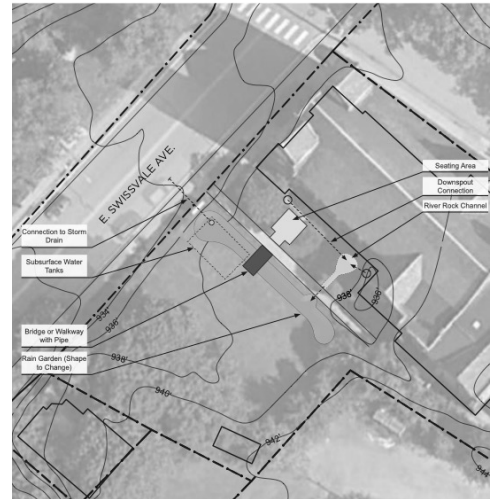 E. SWISSVALE AVE.
Seating Area
Downspout
Connection
River Rock Channel
Connection to Storm
Drain
Subsurface Water
Tanks
Bridge or Walkway
with Pipe
Rain Garden (Shape
to Change)
934'
936'
938'
938'
940'
942'